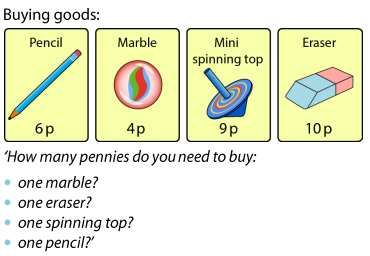 Buying goods:
Pencil
Marble
Mini
spinning top
Eraser
6 p
4 p
9 p
10 p
‘How many pennies do you need to buy:
• one marble?
• one eraser?
• one spinning top?
• one pencil?’